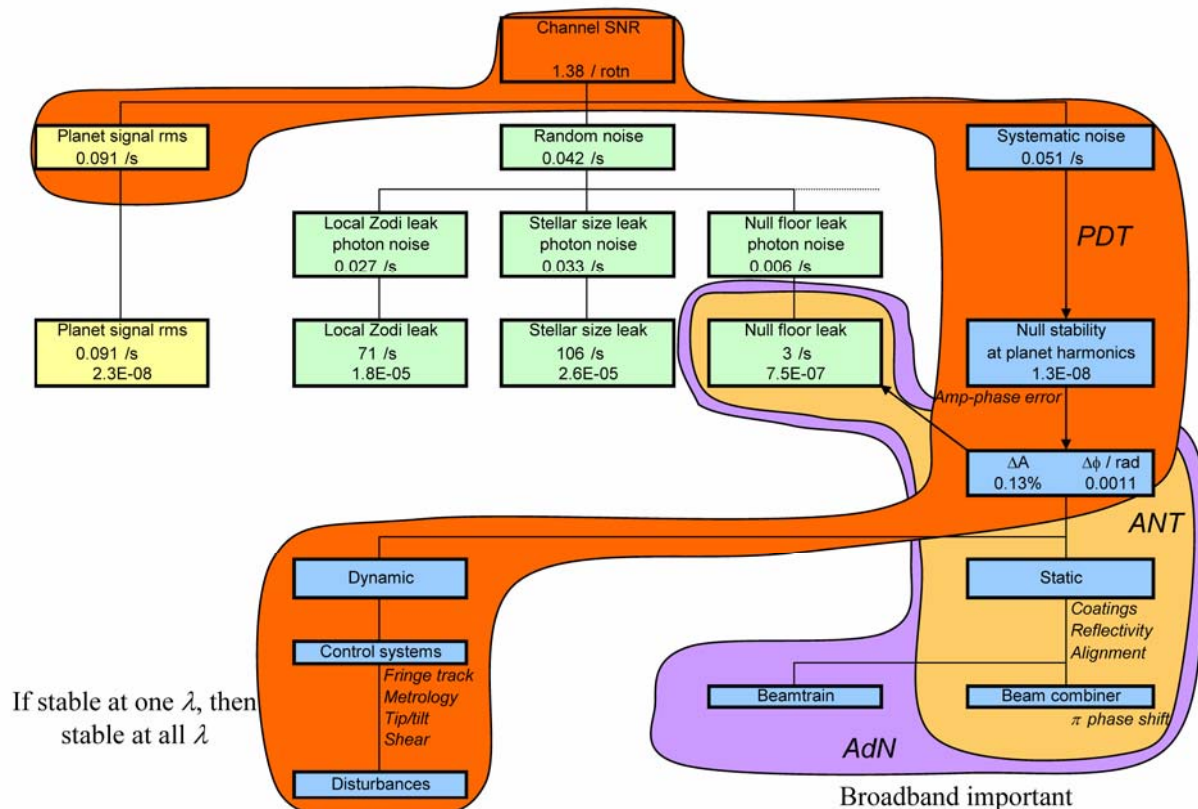 Channel SNR
1.38 / rotn
Planet signal rms
0.091 /s
Random noise
0.042 /s
Systematic noise
0.051 /s
Local Zodi leak
photon noise
0.027 /s
Stellar size leak
photon noise
0.033 /s
Null floor leak
photon noise
0.006 /s
PDT
Planet signal rms
0.091 /s
2.3E-08
Local Zodi leak
71 /s
1.8E-05
Stellar size leak
106 /s
2.6E-05
Null floor leak
3 /s
7.5E-07
Null stability
at planet harmonics
1.3E-08
Amp-phase error
ΔA Δϕ / rad
0.13% 0.0011
ANT
Dynamic
Static
Coatings
Reflectivity
Alignment
Control systems
Fringe track
Metrology
Tip/tilt
Shear
If stable at one λ, then
stable at all λ
Beamtrain
Beam combiner
π phase shift
AdN
Disturbances
Broadband important